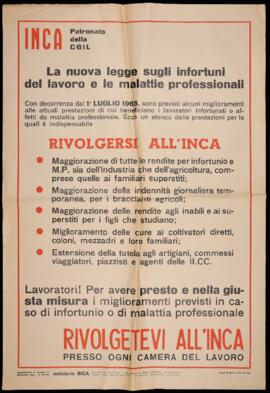 INCA Patronato
della
CGIL
La nuova legge sugli infortuni
del lavoro e le malattie professionali
Con decorrenza dal 1° LUGLIO 1965, sono previsti alcuni miglioramenti
alle attuali prestazioni di cui beneficiano i lavoratori infortunati o af-
fetti da malattia professionale. Ecco un elenco delle prestazioni per le
quali è indispensabile
RIVOLGERSI ALL'INCA
Maggiorazione di tutte le rendite per infortunio e
M.P. sia dell'industria che dell'agricoltura, com-
prese quelle ai familiari superstiti;
Maggiorazione della indennità giornaliera tem-
poranea, per i braccianti agricoli;
Maggiorazione delle rendite agli inabili e ai su-
perstiti per i figli che studiano;
Miglioramento delle cure ai coltivatori diretti,
coloni, mezzadri e loro familiari;
Estensione della tutela agli artigiani, commessi
viaggiatori, piazzisti e agenti delle II.CC.
Lavoratori! Per avere presto e nella giu-
sta misura i miglioramenti previsti in ca-
so di infortunio o di malattia professionale
RIVOLGETEVI ALL'INCA
PRESSO OGNI CAMERA DEL LAVORO
notiziario INCA